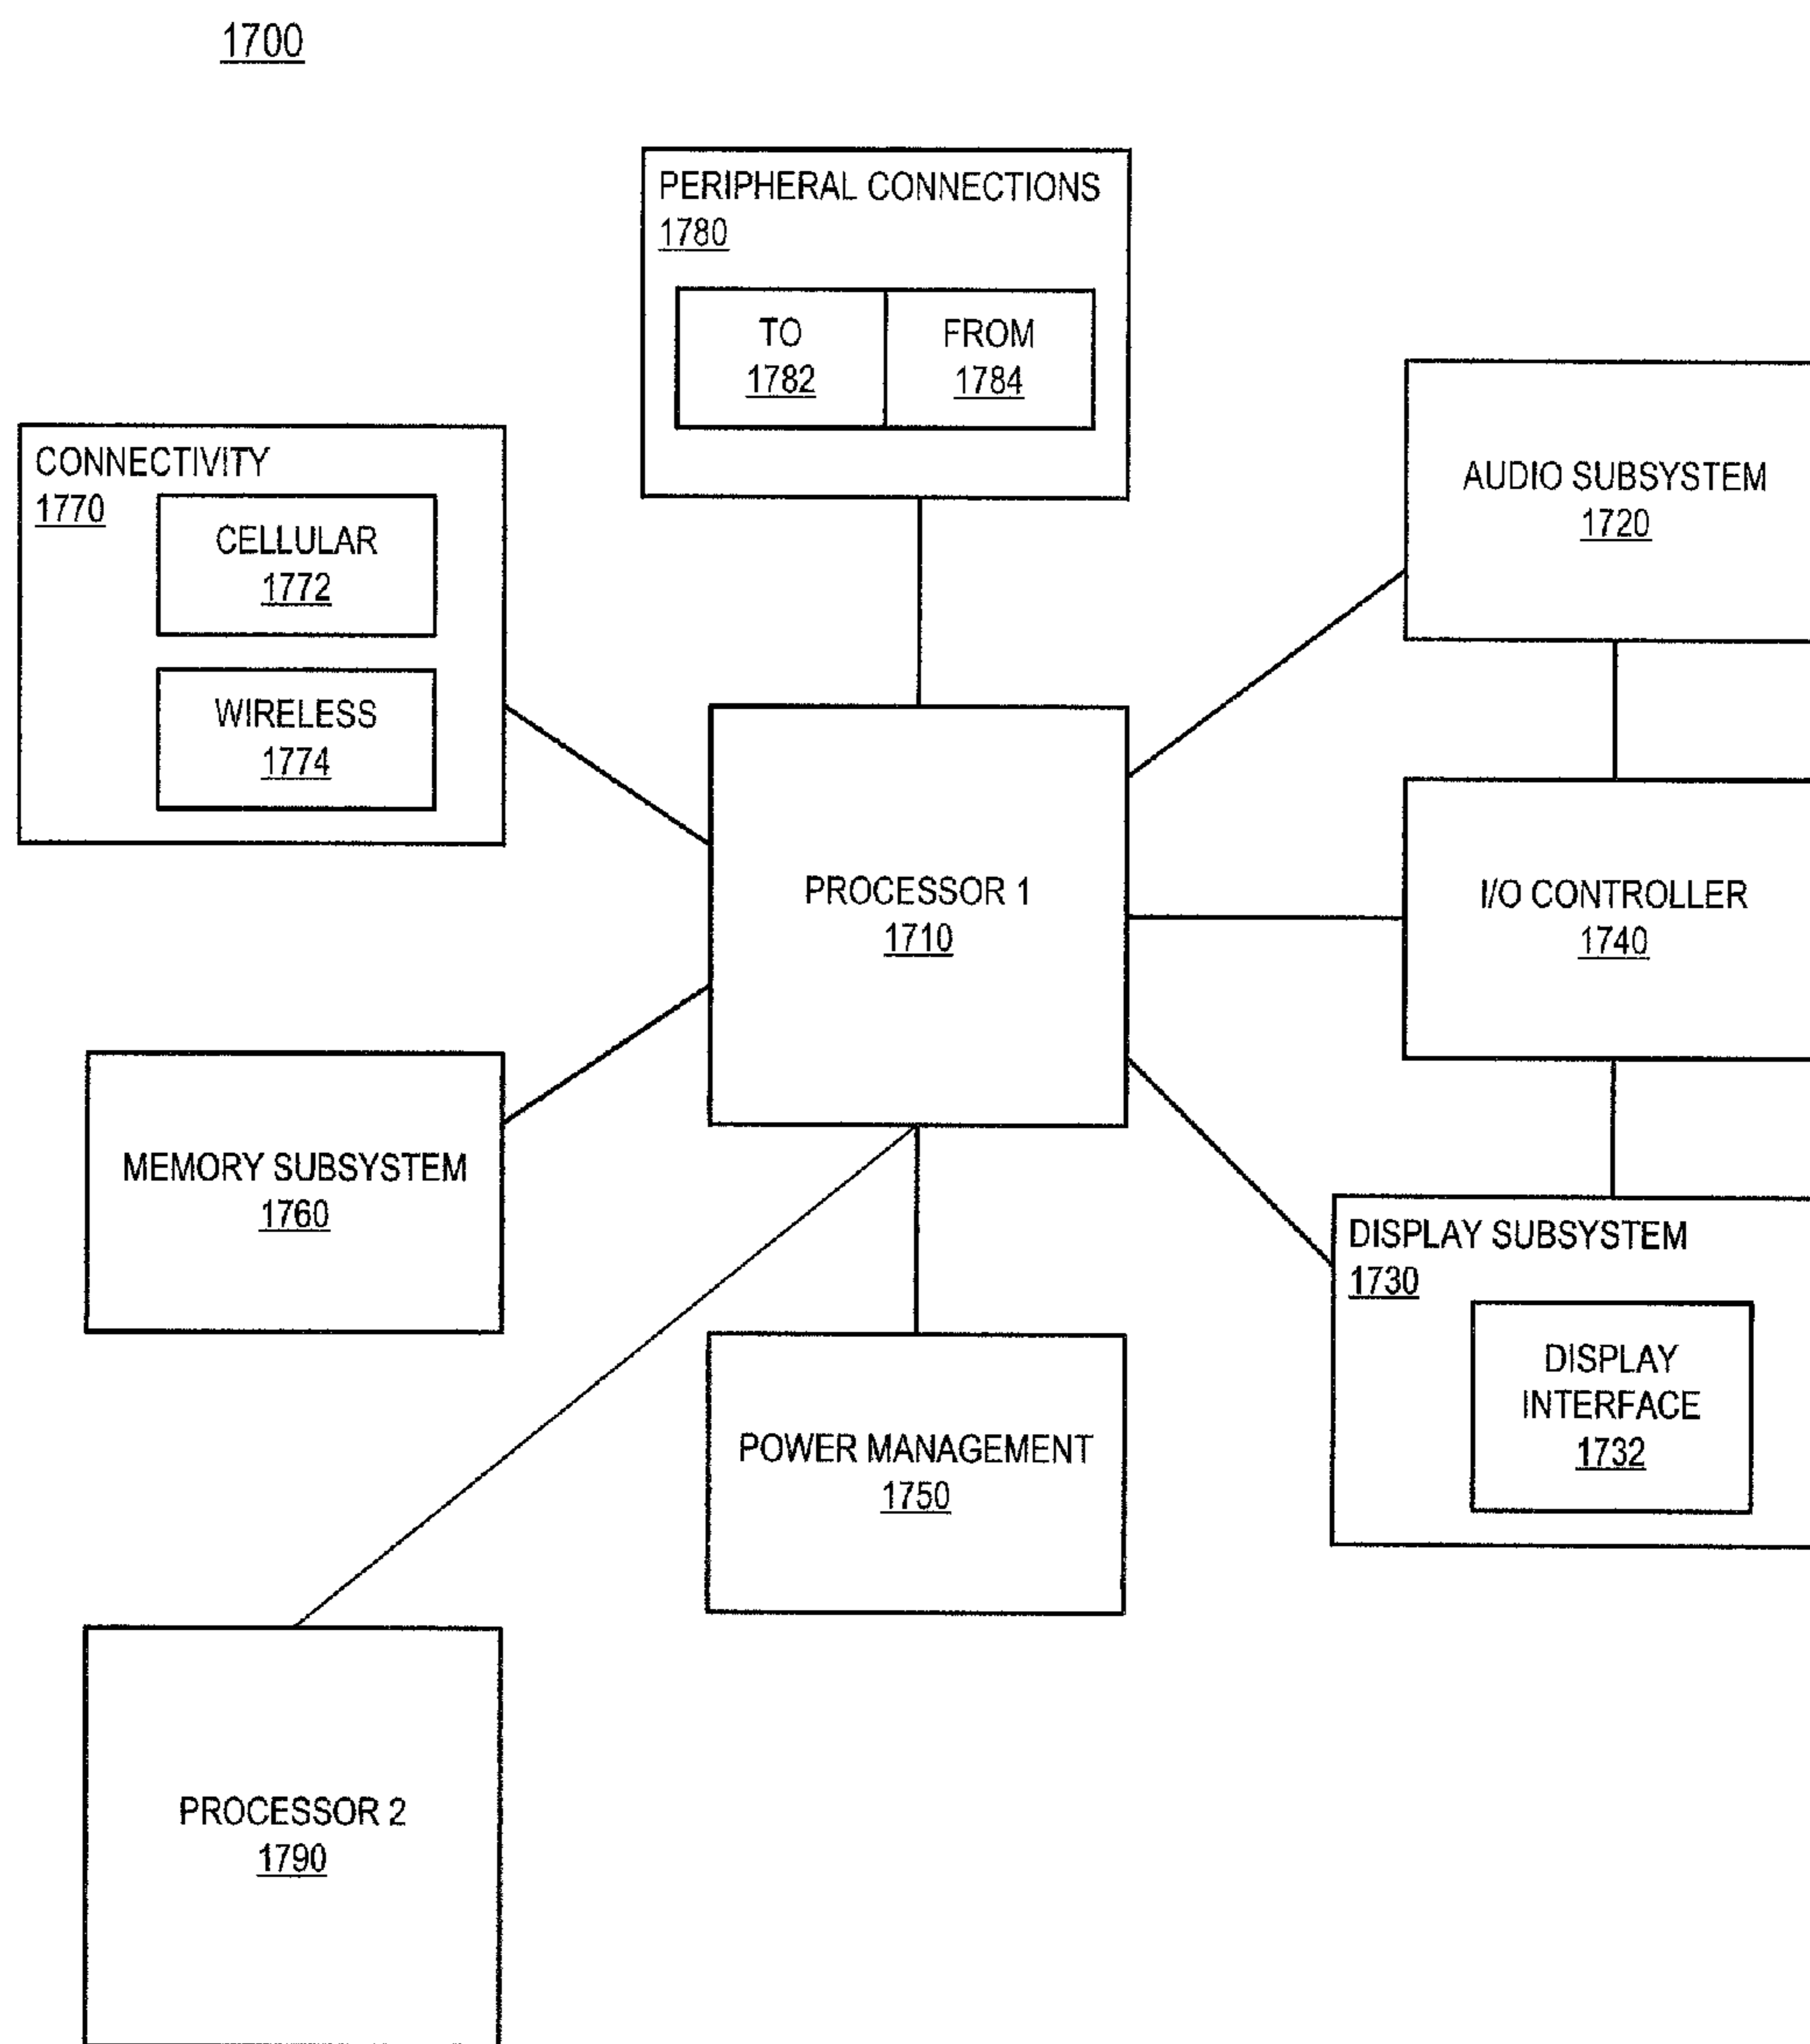 1700
PERIPHERAL CONNECTIONS
1780
TO
1782
FROM
1784
CONNECTIVITY
1770
CELLULAR
1772
WIRELESS
1774
AUDIO SUBSYSTEM
1720
PROCESSOR 1
1710
I/O CONTROLLER
1740
MEMORY SUBSYSTEM
1760
DISPLAY SUBSYSTEM
1730
DISPLAY
INTERFACE
1732
POWER MANAGEMENT
1750
PROCESSOR 2
1790